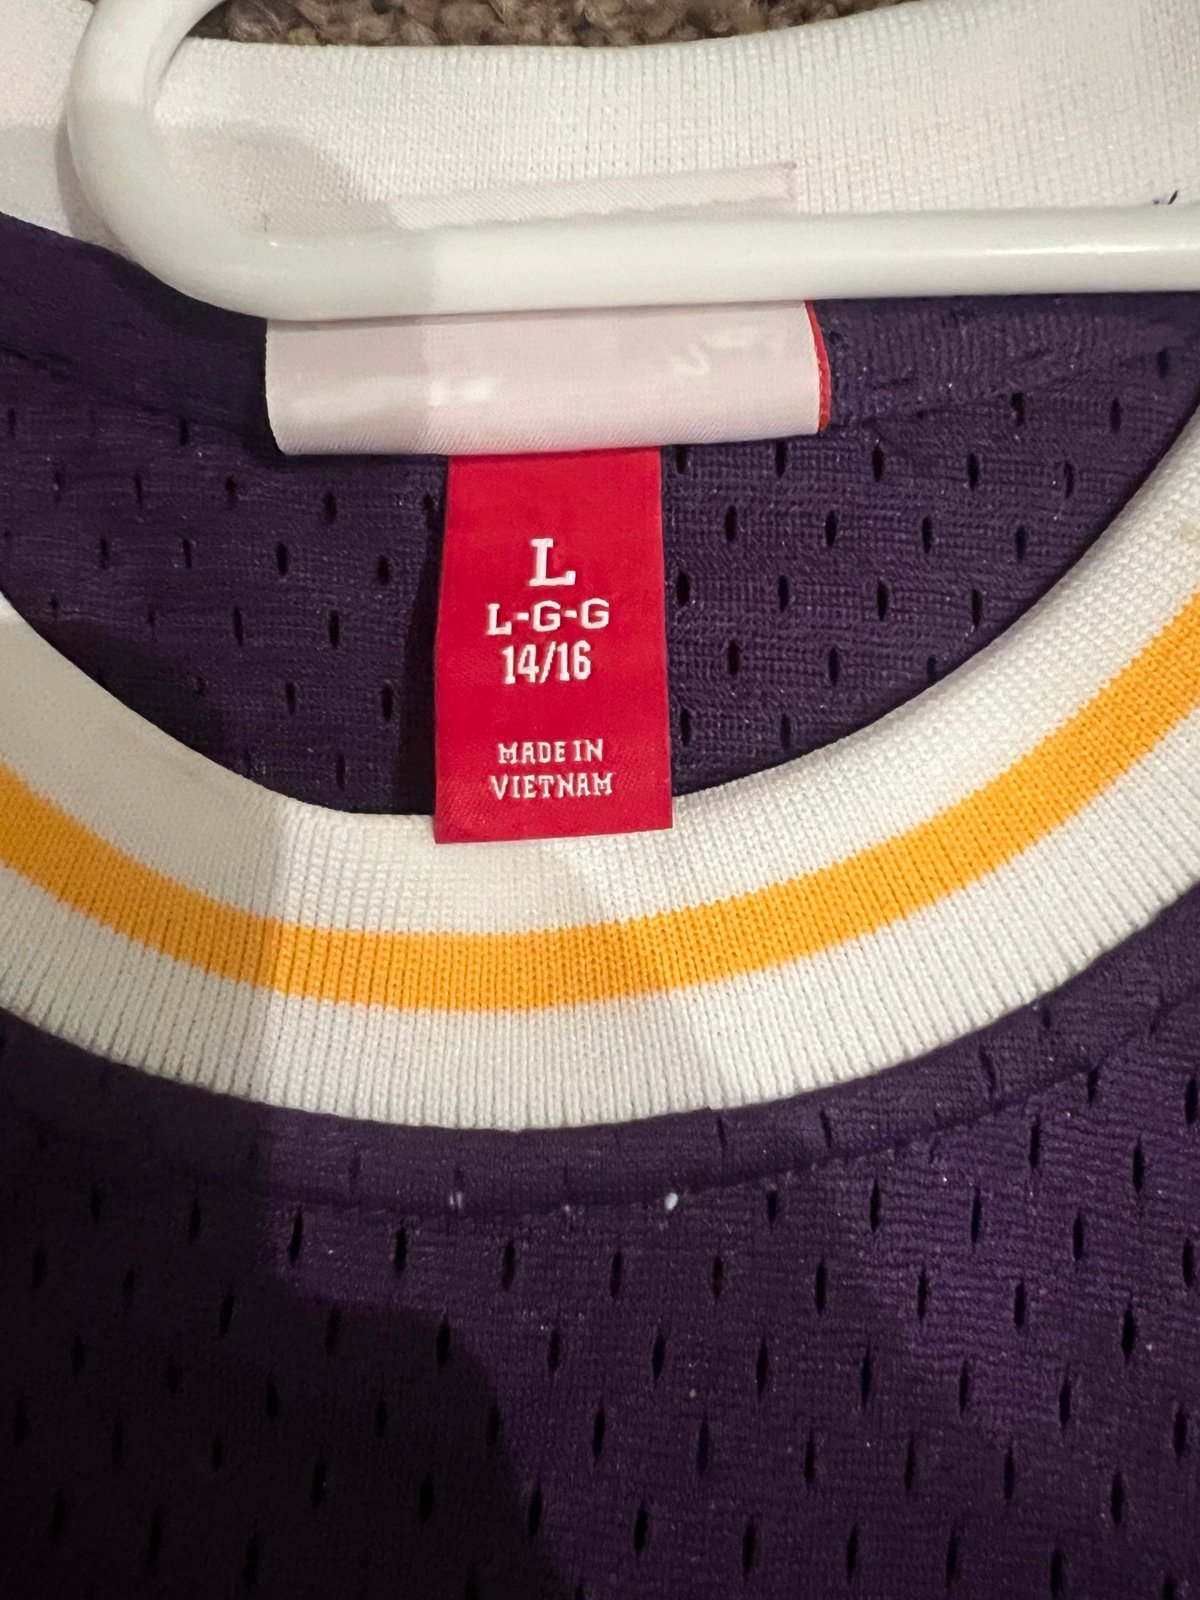 L
L-G-G
14/16
MADE IN
VIETNAM